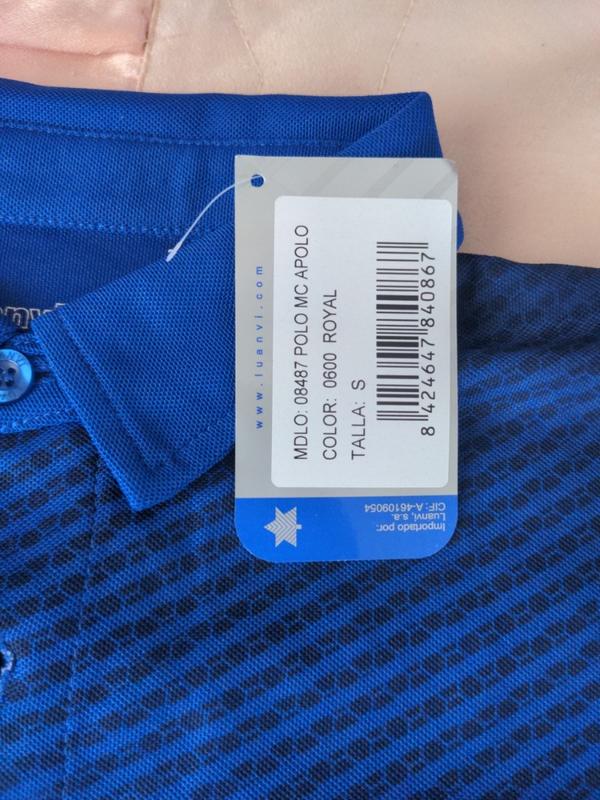 www.luanvi.com
MDLO: 08487 POLO MC APOLO
COLOR: 0600 ROYAL
TALLA: S
8 424647 840867
Importado por:
Luanvi, s.a.
CIF: A-46109054